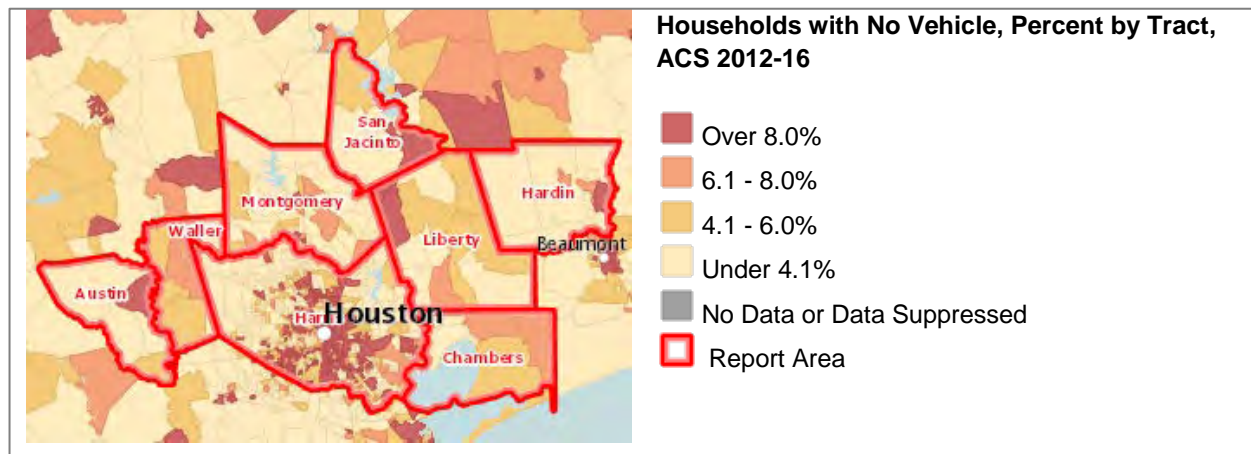 Households with No Vehicle, Percent by Tract,
ACS 2012-16
Over 8.0%
6.1 - 8.0%
4.1 - 6.0%
Under 4.1%
No Data or Data Suppressed
Report Area
San
Jacinto
Montgomery
Hardin
Waller
Liberty
Beaumont
Austin
Houston
Chambers